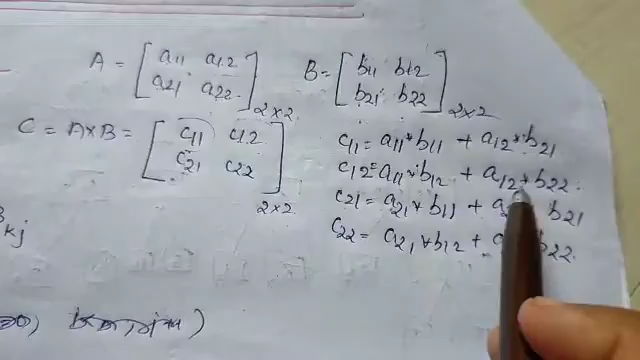 A = [ a11 a12
a21 a22 ] 2×2
B = [ b11 b12
b21 b22 ] 2×2
C = A×B = [ c11 c12
c21 c22 ] 2×2
c11 = a11*b11 + a12*b21
c12 = a11*b12 + a12*b22
c21 = a21*b11 + a b21
c22 = a21*b12 + a b22
kj